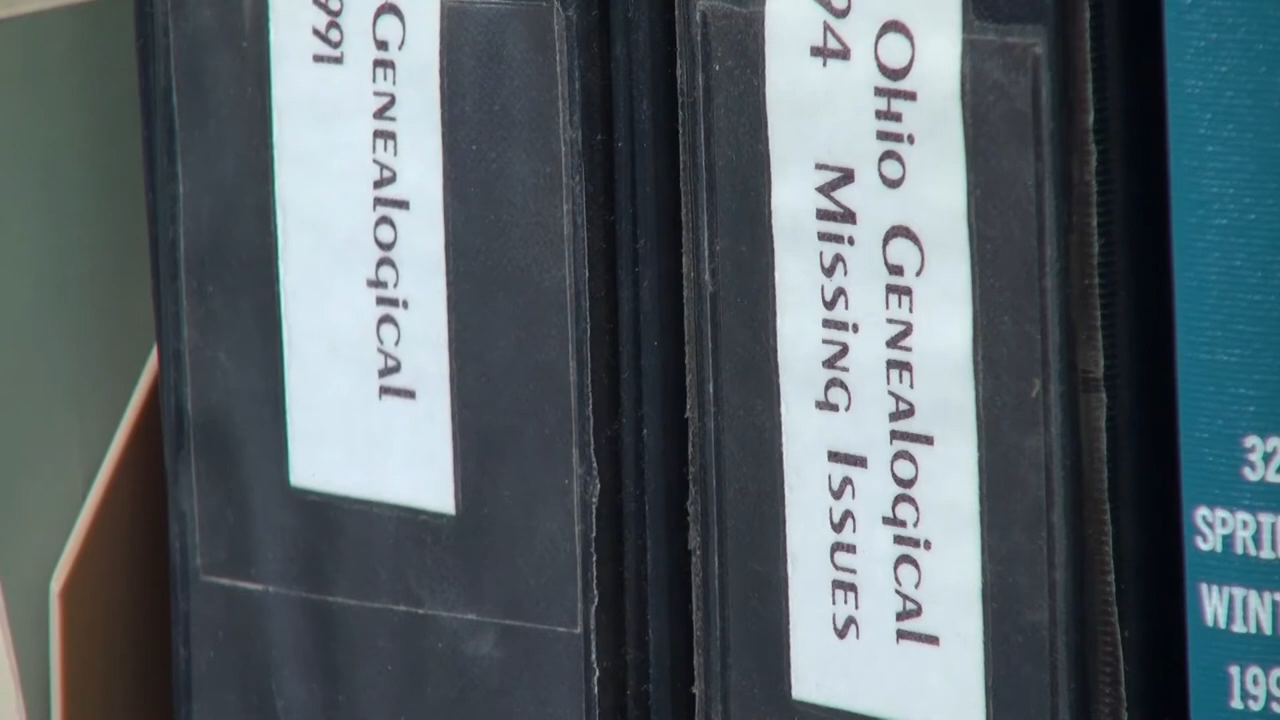 Genealogical
991
Ohio Genealogical
94 Missing Issues
32
SPRI
WINT
199